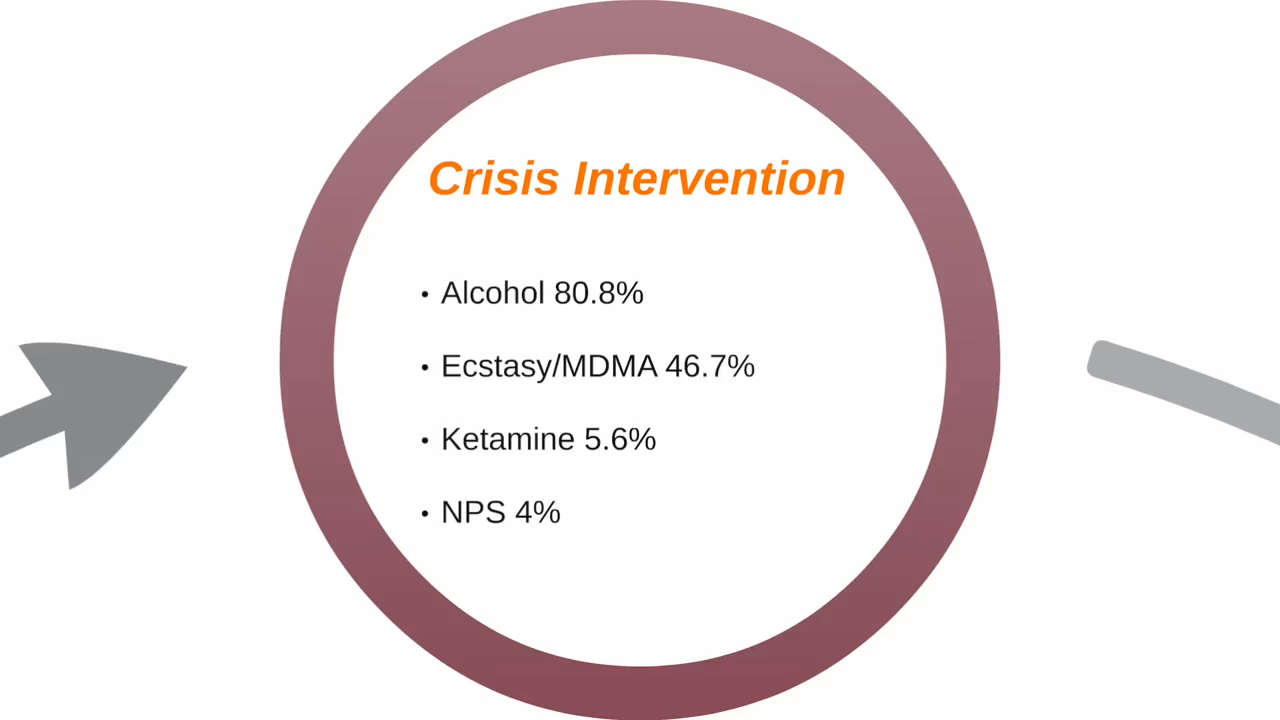 Crisis Intervention
• Alcohol 80.8%
• Ecstasy/MDMA 46.7%
• Ketamine 5.6%
• NPS 4%